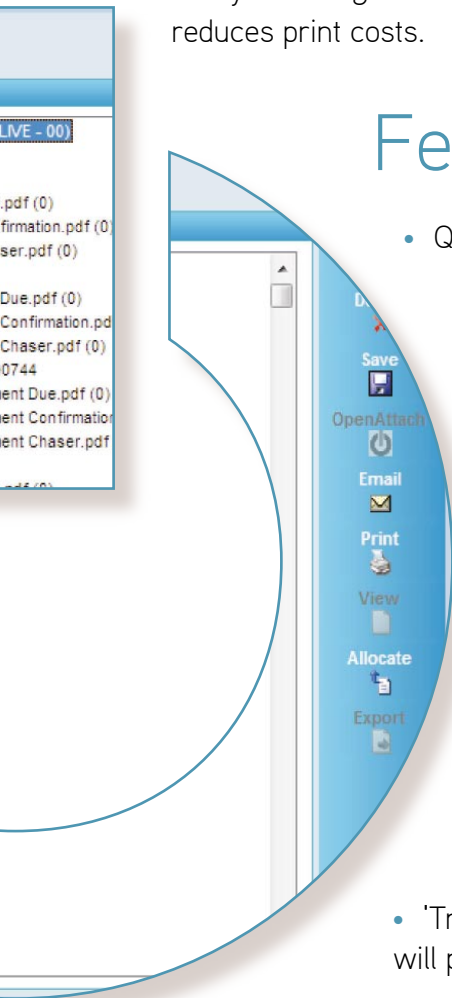 reduces print costs.
LIVE - 00)
.pdf (0)
firmation.pdf (0)
ser.pdf (0)
Due.pdf (0)
Confirmation.pd
Chaser.pdf (0)
0744
ent Due.pdf (0)
ent Confirmation
ent Chaser.pdf
Fe
• Q
Save
OpenAttach
Email
Print
View
Allocate
Export
• 'Tr
will p